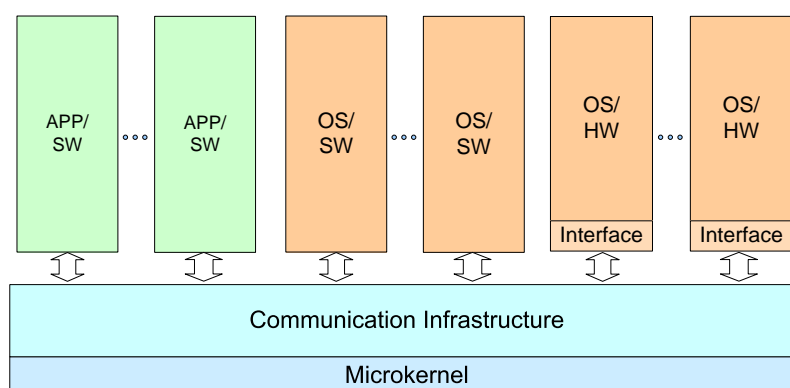 APP/
SW
APP/
SW
OS/
SW
OS/
SW
OS/
HW
OS/
HW
Interface
Interface
Communication Infrastructure
Microkernel